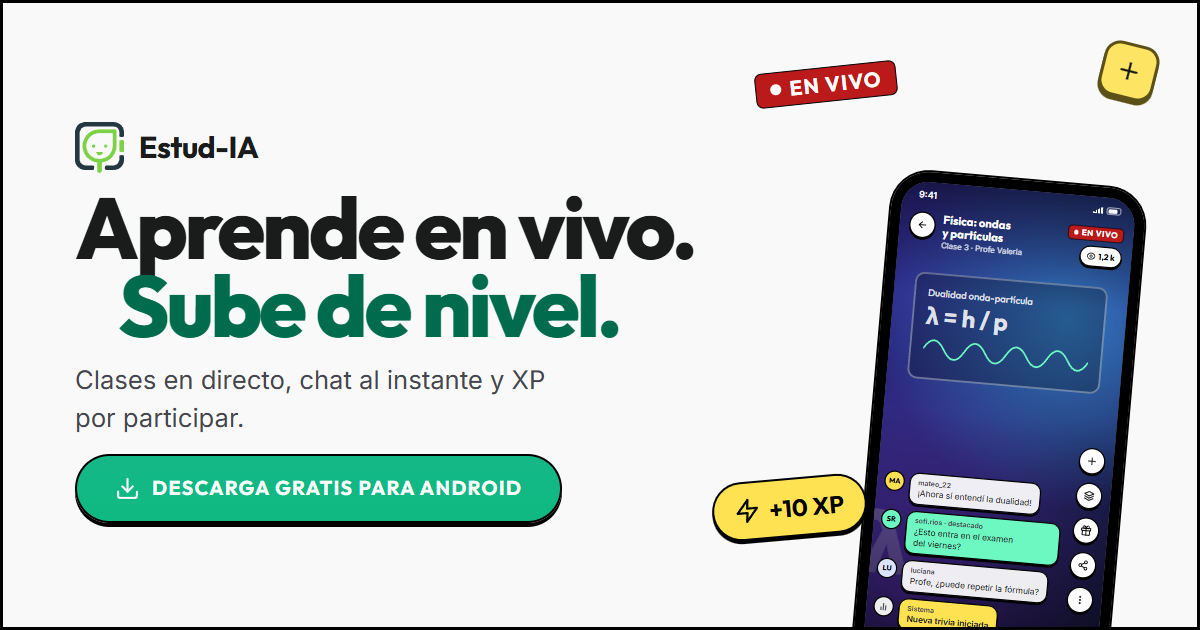 EN VIVO
Estud-IA
Aprende en vivo.
Sube de nivel.
Clases en directo, chat al instante y XP
por participar.
DESCARGA GRATIS PARA ANDROID
+10 XP
9:41
Física: ondas
y partículas
Clase 3 · Profe Valeria
EN VIVO
1,2 k
Dualidad onda-partícula
λ = h / p
MA
mateo_22
¡Ahora sí entendí la dualidad!
SR
sofi.rios · destacado
¿Esto entra en el examen
del viernes?
LU
luciana
Profe, ¿puede repetir la fórmula?
Sistema
Nueva trivia iniciada